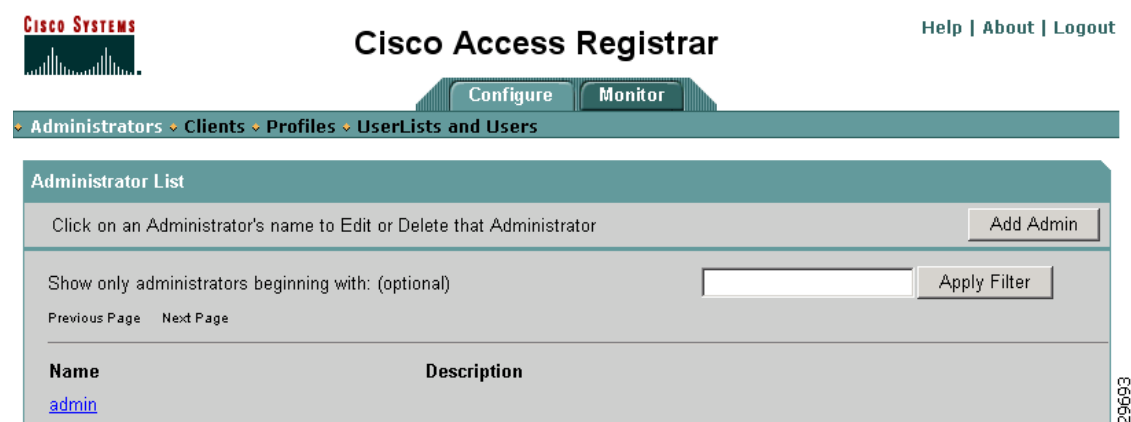 CISCO SYSTEMS
Cisco Access Registrar
Help | About | Logout
Configure Monitor
Administrators Clients Profiles UserLists and Users
Administrator List
Click on an Administrator's name to Edit or Delete that Administrator
Add Admin
Show only administrators beginning with: (optional)
Apply Filter
Previous Page Next Page
Name Description
admin
29693